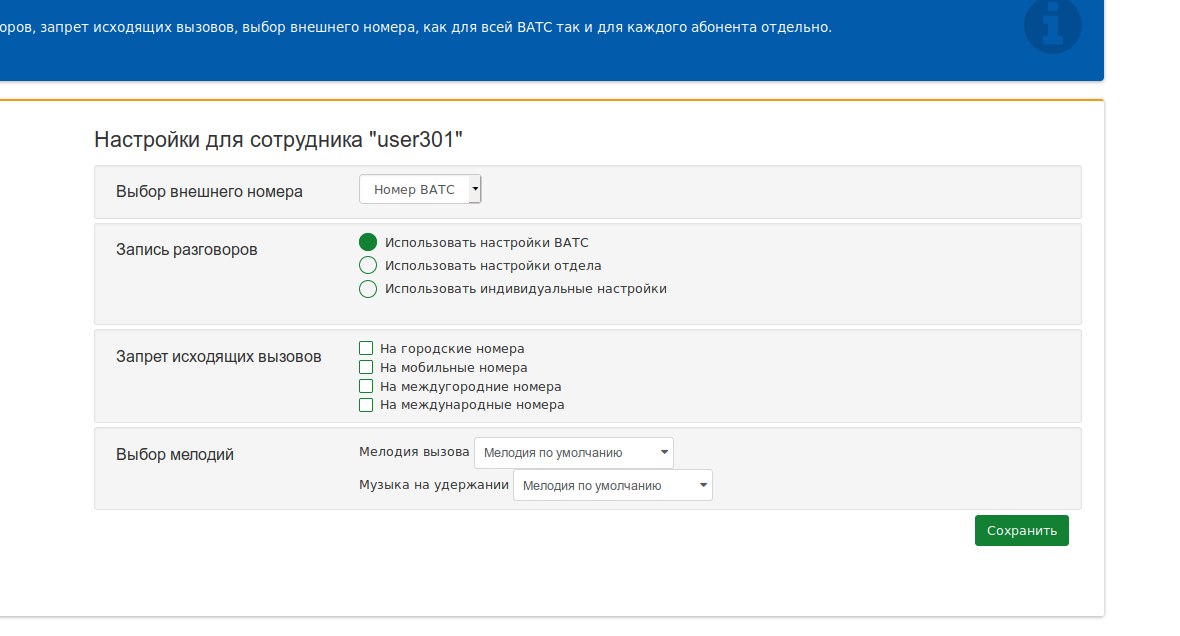 оров, запрет исходящих вызовов, выбор внешнего номера, как для всей ВАТС так и для каждого абонента отдельно.
Настройки для сотрудника "user301"
Выбор внешнего номера
Номер ВАТС
Запись разговоров
Использовать настройки ВАТС
Использовать настройки отдела
Использовать индивидуальные настройки
Запрет исходящих вызовов
На городские номера
На мобильные номера
На междугородние номера
На международные номера
Выбор мелодий
Мелодия вызова Мелодия по умолчанию
Музыка на удержании Мелодия по умолчанию
Сохранить